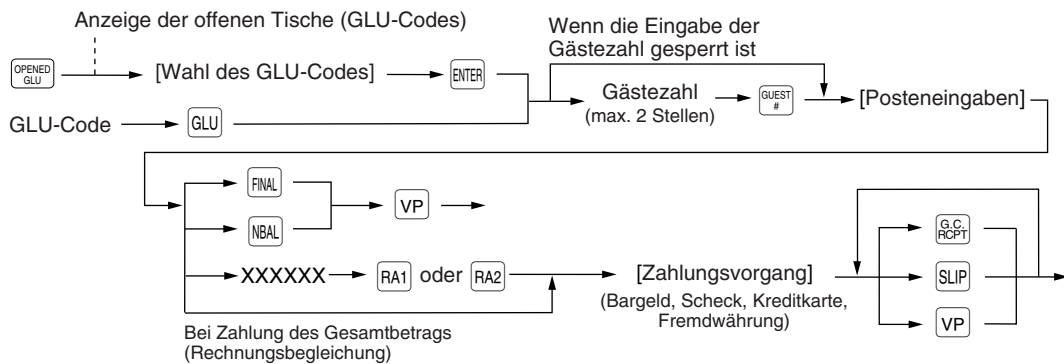 Anzeige der offenen Tische (GLU-Codes)
Wenn die Eingabe der
Gästezahl gesperrt ist
OPENED
GLU
[Wahl des GLU-Codes]
ENTER
Gästezahl
(max. 2 Stellen)
GUEST
#
[Posteneingaben]
GLU-Code
GLU
FINAL
NBAL
VP
XXXXXX
RA1 oder RA2
[Zahlungsvorgang]
(Bargeld, Scheck, Kreditkarte,
Fremdwährung)
G.C.
RCPT
SLIP
VP
Bei Zahlung des Gesamtbetrags
(Rechnungsbegleichung)